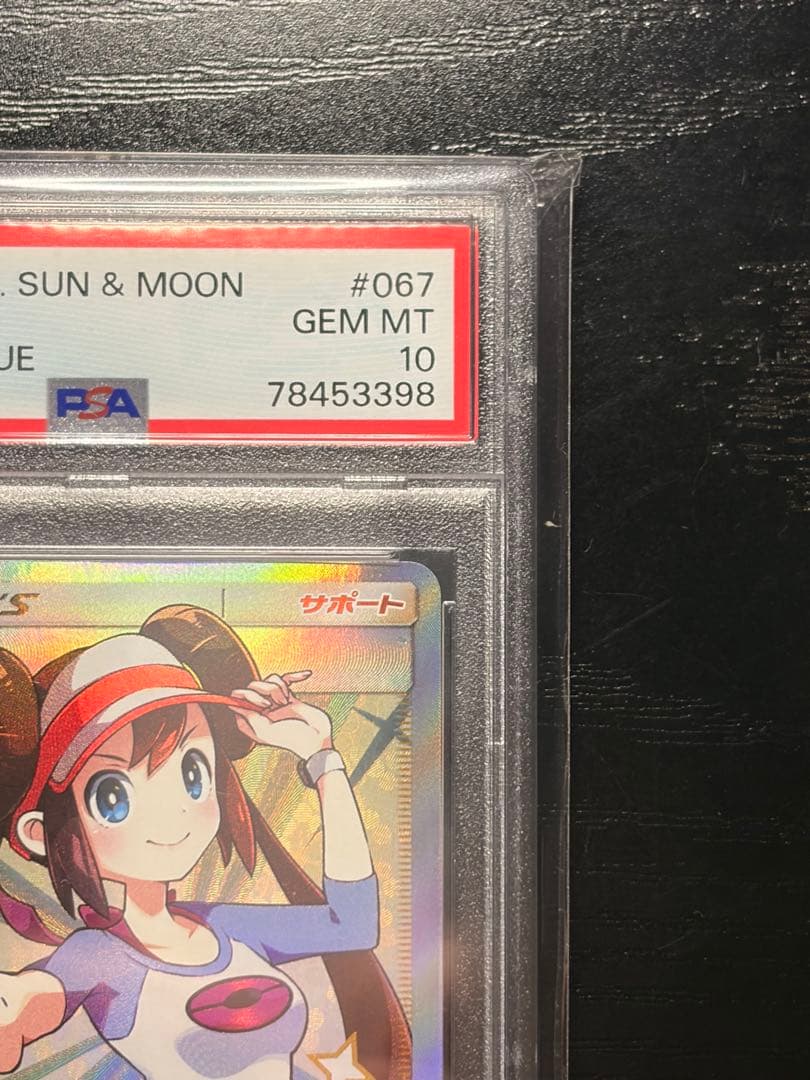 . SUN & MOON #067
GEM MT
UE 10
PSA 78453398
サポート